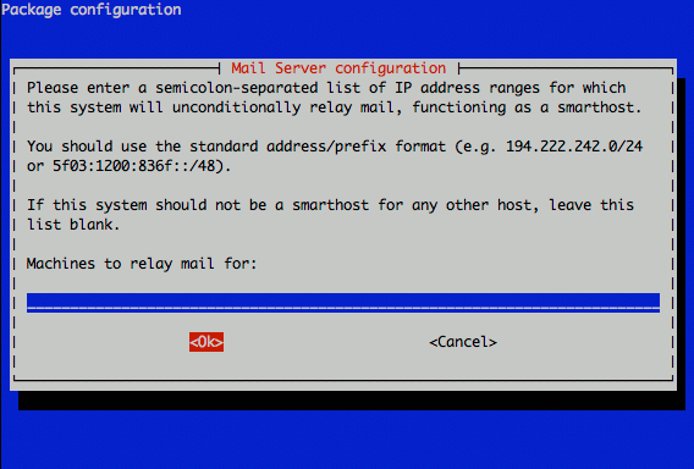 Package configuration
Mail Server configuration
Please enter a semicolon-separated list of IP address ranges for which
this system will unconditionally relay mail, functioning as a smarthost.
You should use the standard address/prefix format (e.g. 194.222.242.0/24
or 5f03:1200:836f::/48).
If this system should not be a smarthost for any other host, leave this
list blank.
Machines to relay mail for:
<Ok> <Cancel>